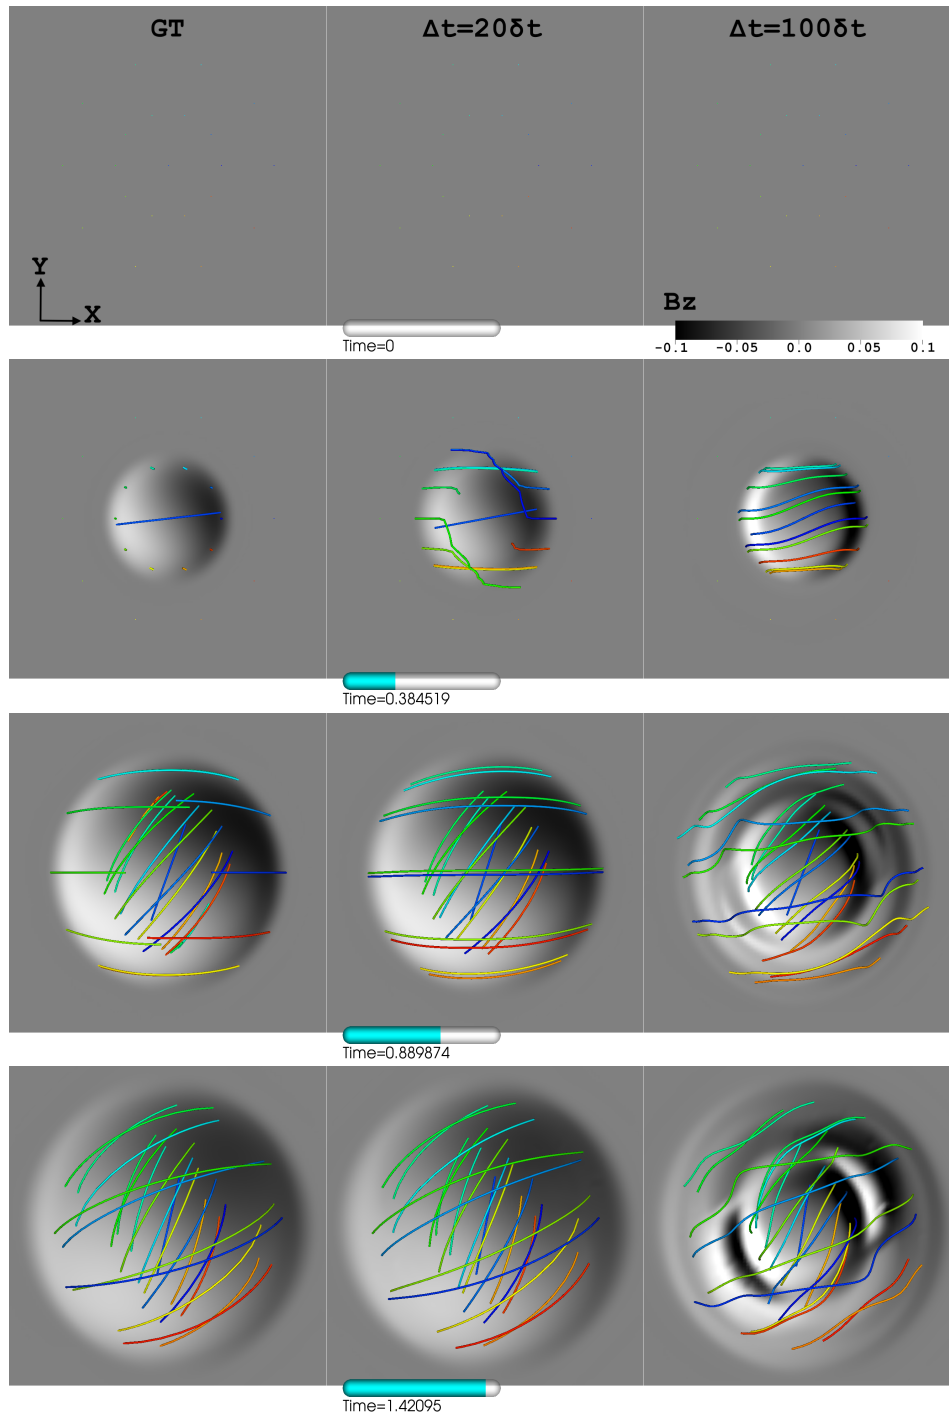 GT
Δt=20δt
Δt=100δt
Y
X
Bz
-0.1 -0.05 0.0 0.05 0.1
Time=0
Time=0.384519
Time=0.889874
Time=1.42095